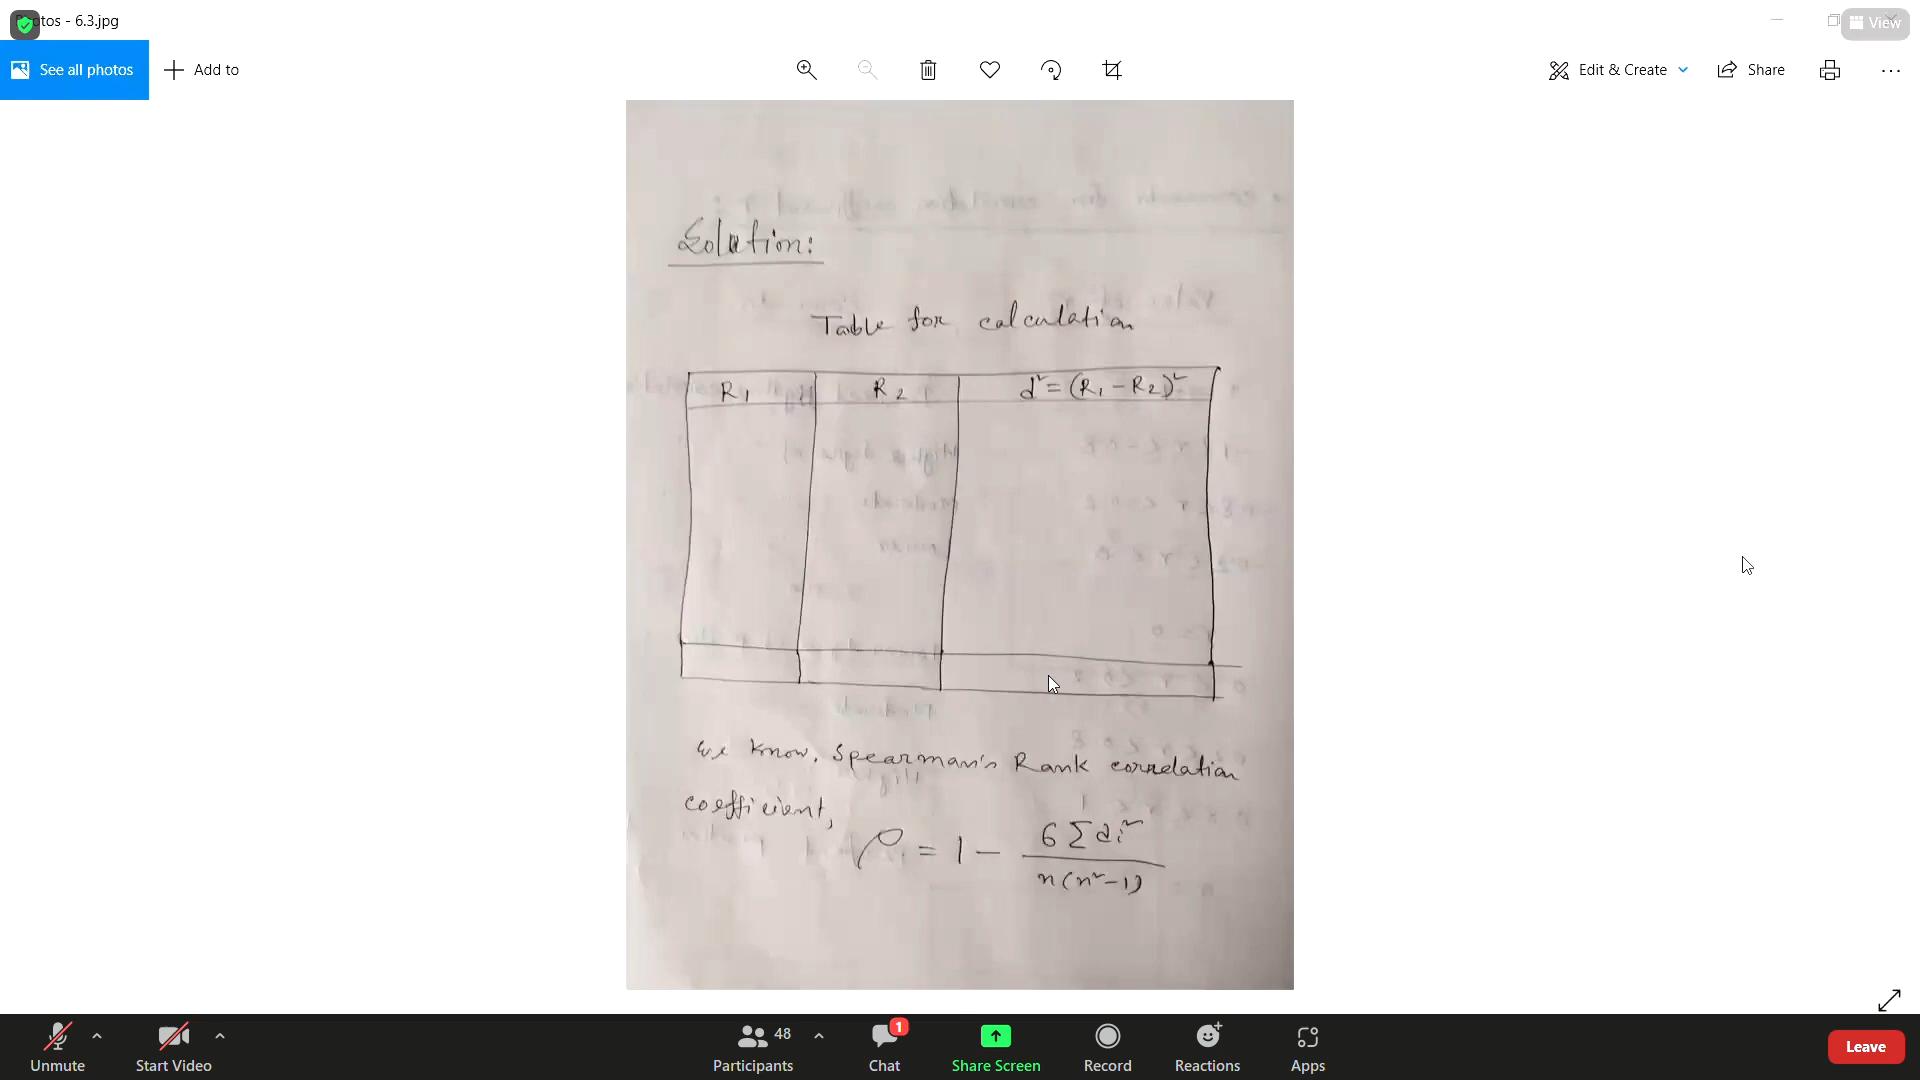 Photos - 6.3.jpg
View
See all photos
Add to
Edit & Create
Share
Solution:
Table for calculation
R₁ R₂ d² = (R₁ - R₂)²
We know, Spearman's Rank correlation
coefficient,
ρ = 1 - 6 Σ di² / n(n² - 1)
Unmute
Start Video
48
Participants
1
Chat
Share Screen
Record
Reactions
Apps
Leave